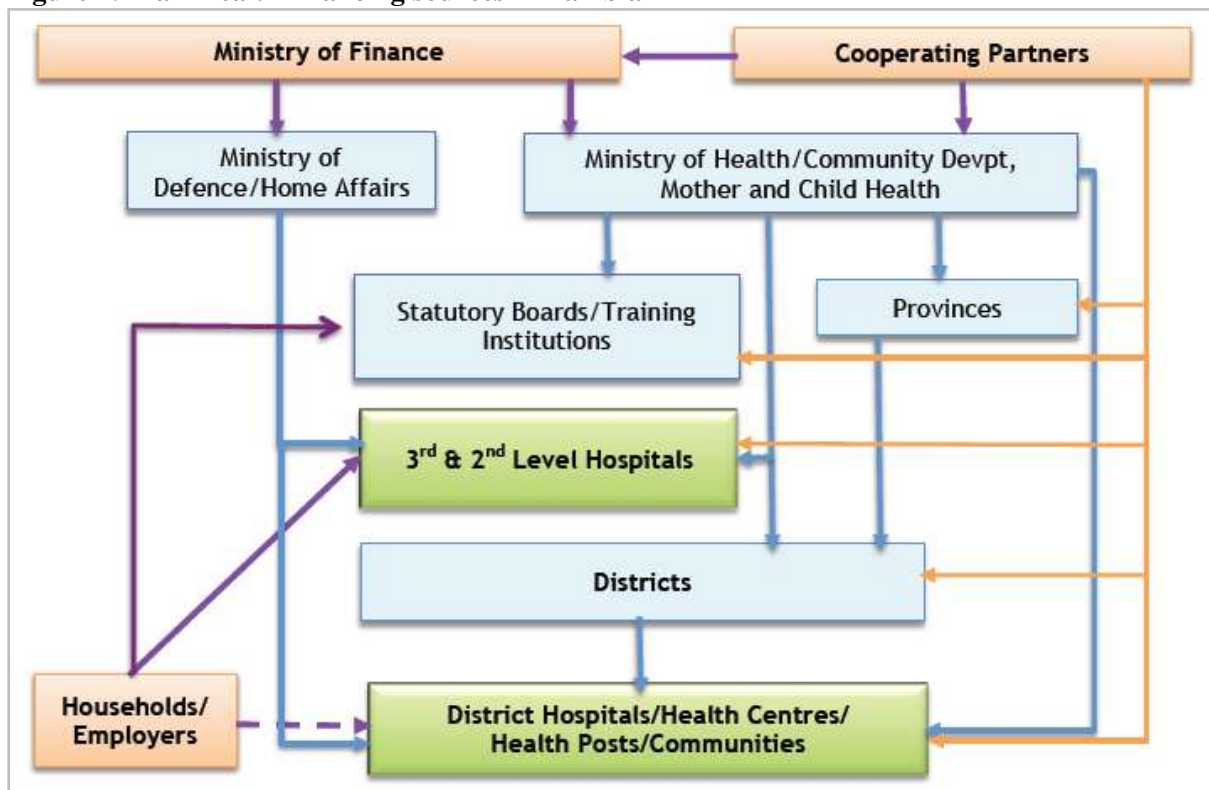 Ministry of Finance
Cooperating Partners
Ministry of
Defence/Home Affairs
Ministry of Health/Community Devpt,
Mother and Child Health
Statutory Boards/Training
Institutions
Provinces
3rd & 2nd Level Hospitals
Districts
Households/
Employers
District Hospitals/Health Centres/
Health Posts/Communities